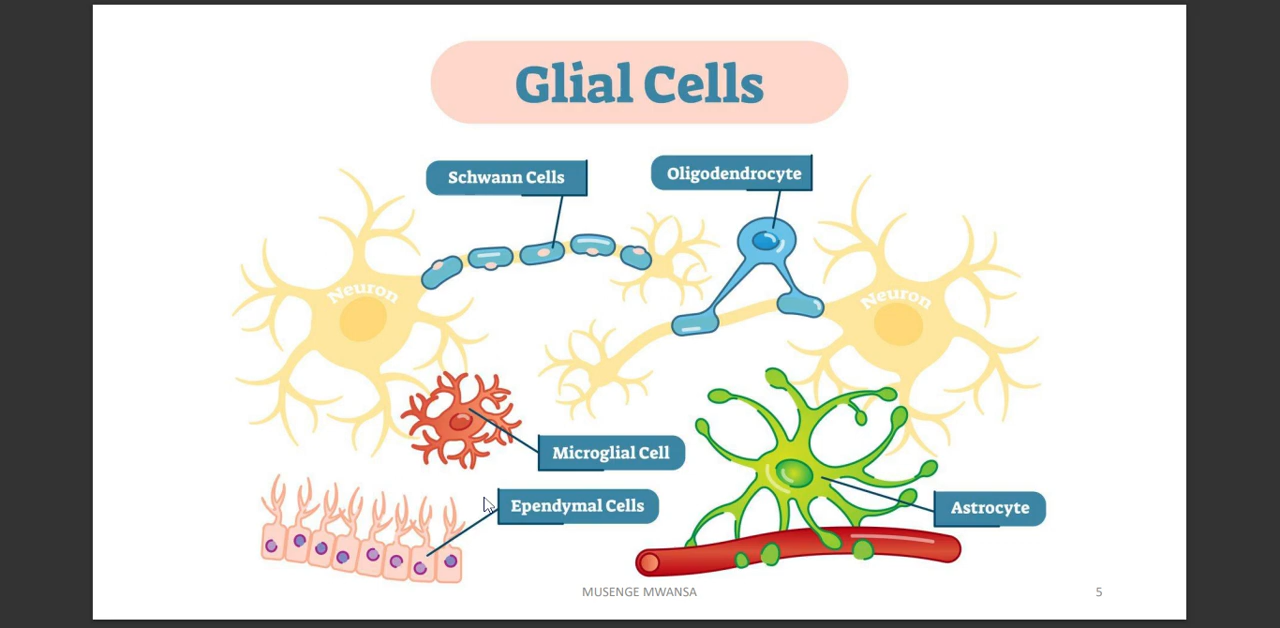 Glial Cells
Schwann Cells
Oligodendrocyte
Neuron
Neuron
Microglial Cell
Ependymal Cells
Astrocyte
MUSENGE MWANSA
5